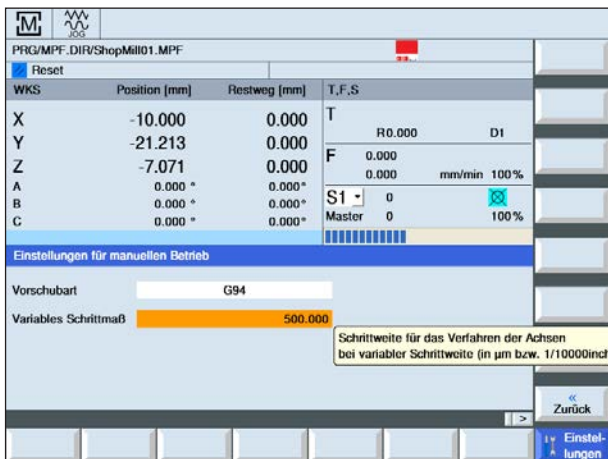 M JOG
PRG/MPF.DIR/ShopMill01.MPF
Reset
WKS Position [mm] Restweg [mm] T,F,S
X -10.000 0.000 T
R0.000 D1
Y -21.213 0.000
Z -7.071 0.000 F 0.000
0.000 mm/min 100%
A 0.000 ° 0.000°
B 0.000 ° 0.000° S1 0
C 0.000 ° 0.000° Master 0 100%
Einstellungen für manuellen Betrieb
Vorschubart G94
Variables Schrittmaß 500.000
Schrittweite für das Verfahren der Achsen
bei variabler Schrittweite (in µm bzw. 1/10000inch
«
Zurück
>
Einstel-
lungen